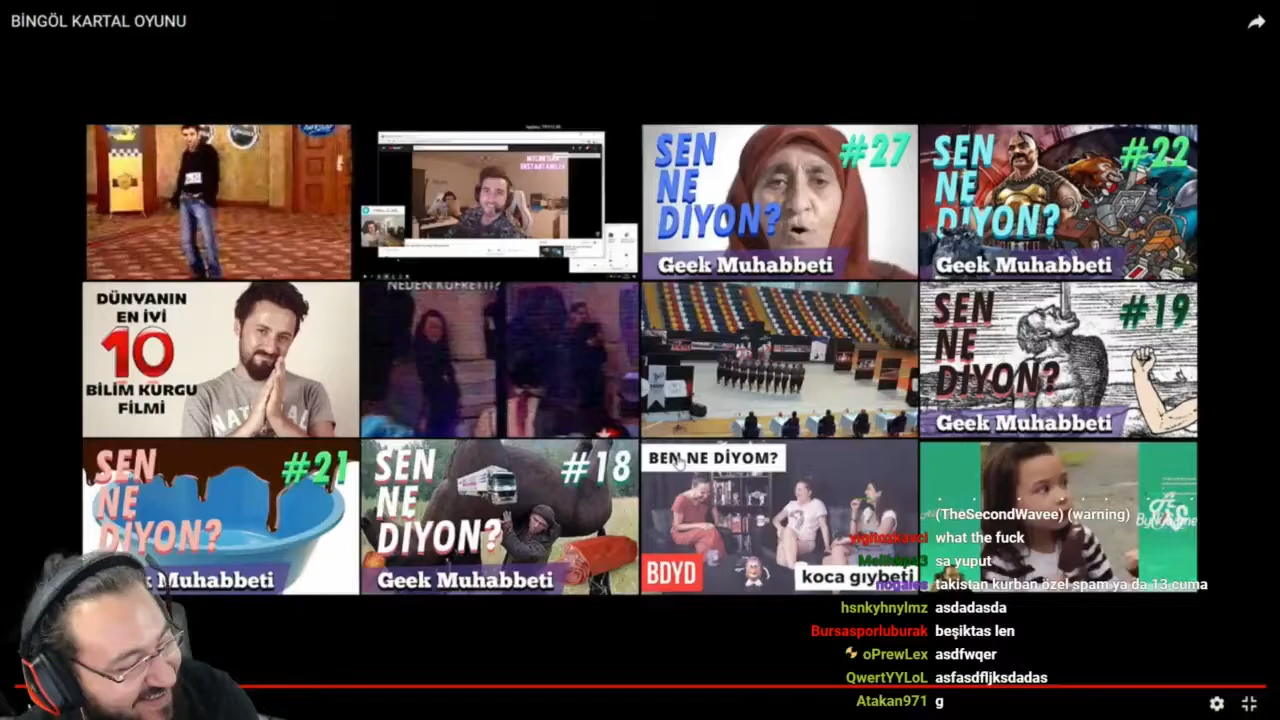 BİNGÖL KARTAL OYUNU
SEN
NE
DİYON?
#27
Geek Muhabbeti
SEN
NE
DİYON?
#22
Geek Muhabbeti
DÜNYANIN
EN İYİ
10
BİLİM KURGU
FİLMİ
NATURAL
NEDEN KÜFRETTİ?
SEN
NE
DİYON?
#19
Geek Muhabbeti
SEN
NE
DİYON?
#21
Muhabbeti
SEN
NE
DİYON?
#18
Geek Muhabbeti
BEN NE DİYOM?
BDYD
koca gıybeti
(TheSecondWavee) (warning)
what the fuck
sa yuput
takistan kurban özel spam ya da 13 cuma
hsnkyhnylmz asdadasda
Bursasporluburak beşiktas len
oPrewLex asdfwqer
QwertYYLoL asfasdfljksdadas
Atakan971 g